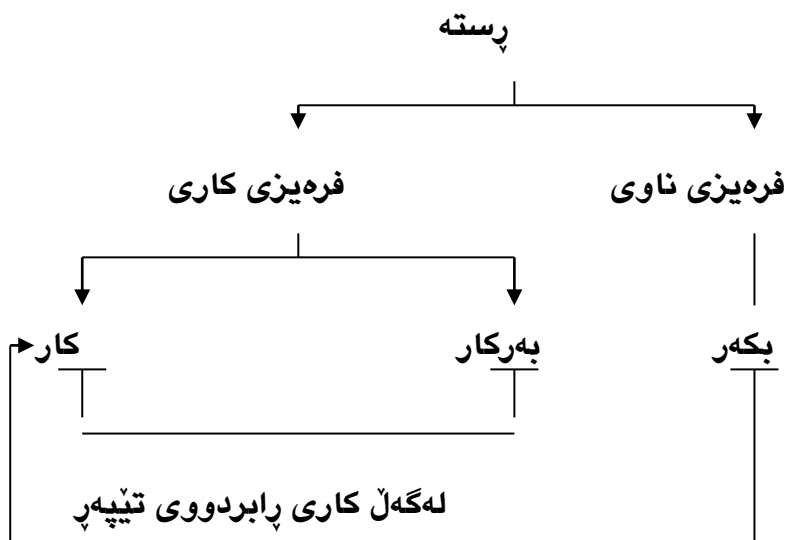 ڕستە
فرەیزی ناوی
فرەیزی کاری
بکەر
بەرکار
کار
لەگەڵ کاری ڕابردووی تێپەڕ